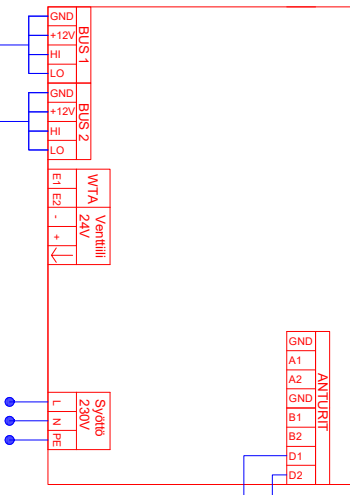 GND
+12V
HI
LO
BUS 1
GND
+12V
HI
LO
BUS 2
E1
E2
WTA
-
+
Venttiili
24V
L
N
PE
Syöttö
230V
GND
A1
A2
GND
B1
B2
D1
D2
ANTURIT